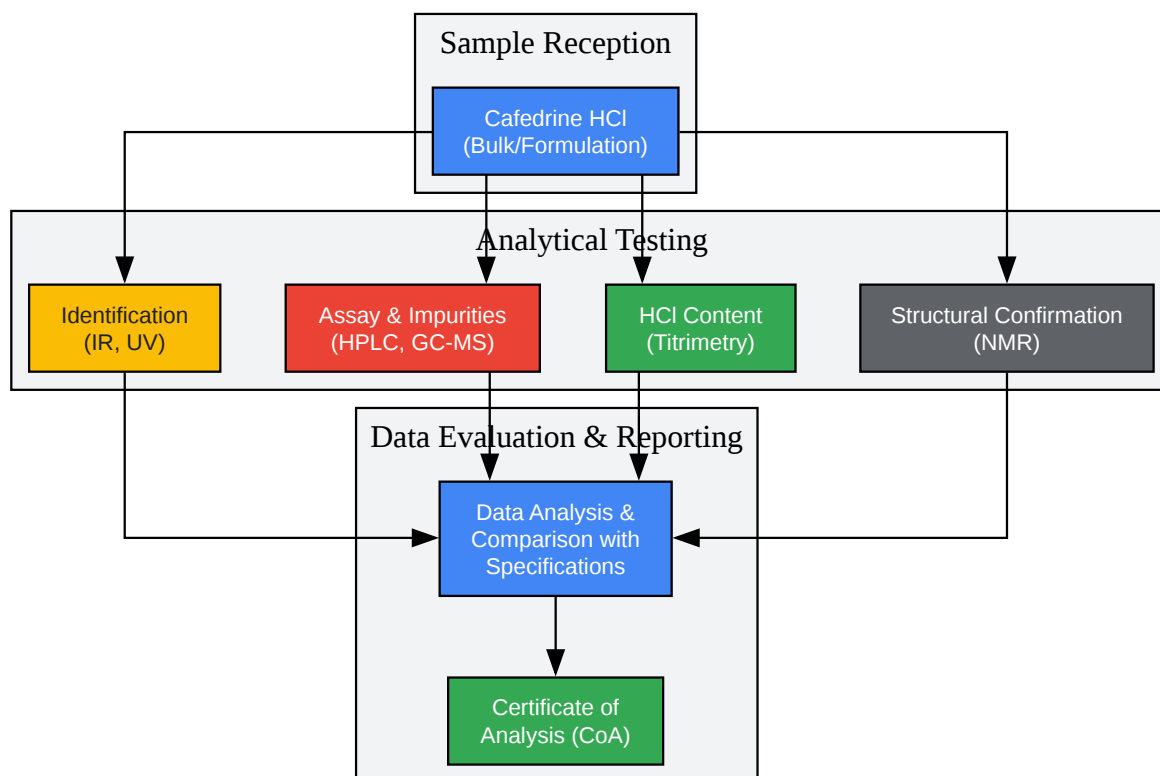 Sample Reception
Cafedrine HCl
(Bulk/Formulation)
Analytical Testing
Identification
(IR, UV)
Assay & Impurities
(HPLC, GC-MS)
HCl Content
(Titrimetry)
Structural Confirmation
(NMR)
Data Evaluation & Reporting
Data Analysis &
Comparison with
Specifications
Certificate of
Analysis (CoA)